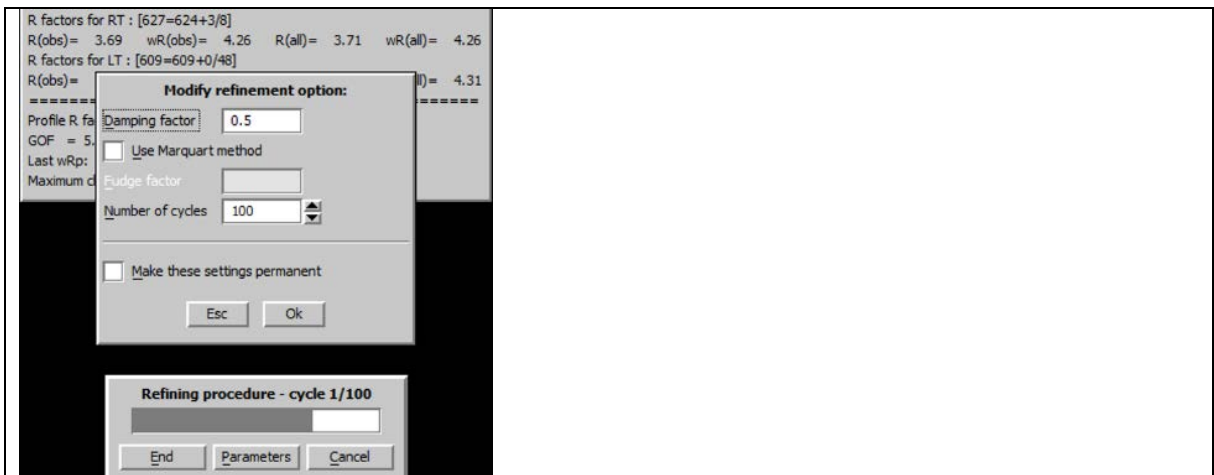 R factors for RT : [627=624+3/8]
R(obs)= 3.69 wR(obs)= 4.26 R(all)= 3.71 wR(all)= 4.26
R factors for LT : [609=609+0/48]
R(obs)= ll)= 4.31
Modify refinement option:
Profile R fa
Damping factor 0.5
GOF = 5.
Use Marquart method
Last wRp:
Maximum cl
Fudge factor
Number of cycles 100
Make these settings permanent
Esc Ok
Refining procedure - cycle 1/100
End Parameters Cancel